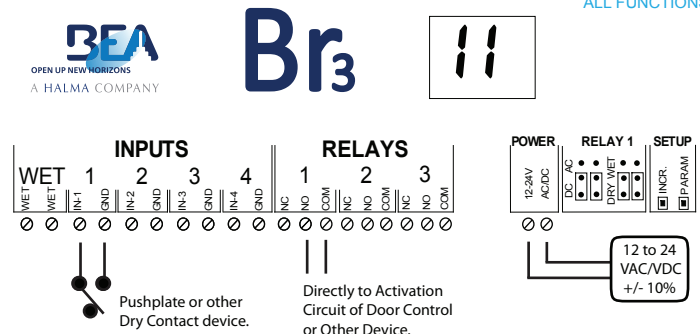 ALL FUNCTIONS
BEA
OPEN UP NEW HORIZONS
A HALMA COMPANY
Br3
11
INPUTS
RELAYS
WET 1 2 3 4
1 2 3
WET WET IN-1 GND IN-2 GND IN-3 GND IN-4 GND
NC NO COM NC NO COM NC NO COM
POWER RELAY 1 SETUP
12-24V
AC/DC
DC AC
DRY WET
INCR.
PARAM
Pushplate or other
Dry Contact device.
Directly to Activation
Circuit of Door Control
or Other Device.
12 to 24
VAC/VDC
+/- 10%